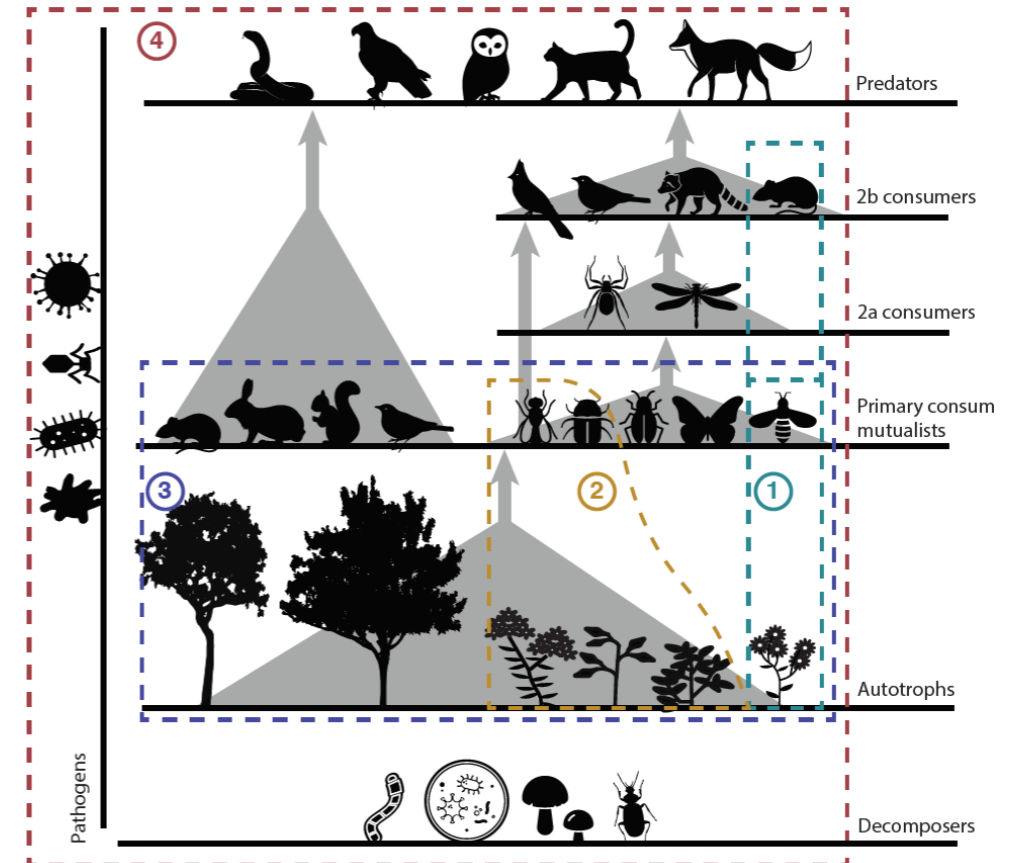 4
Predators
2b consumers
2a consumers
Primary consum
mutualists
3
2
1
Autotrophs
Pathogens
Decomposers